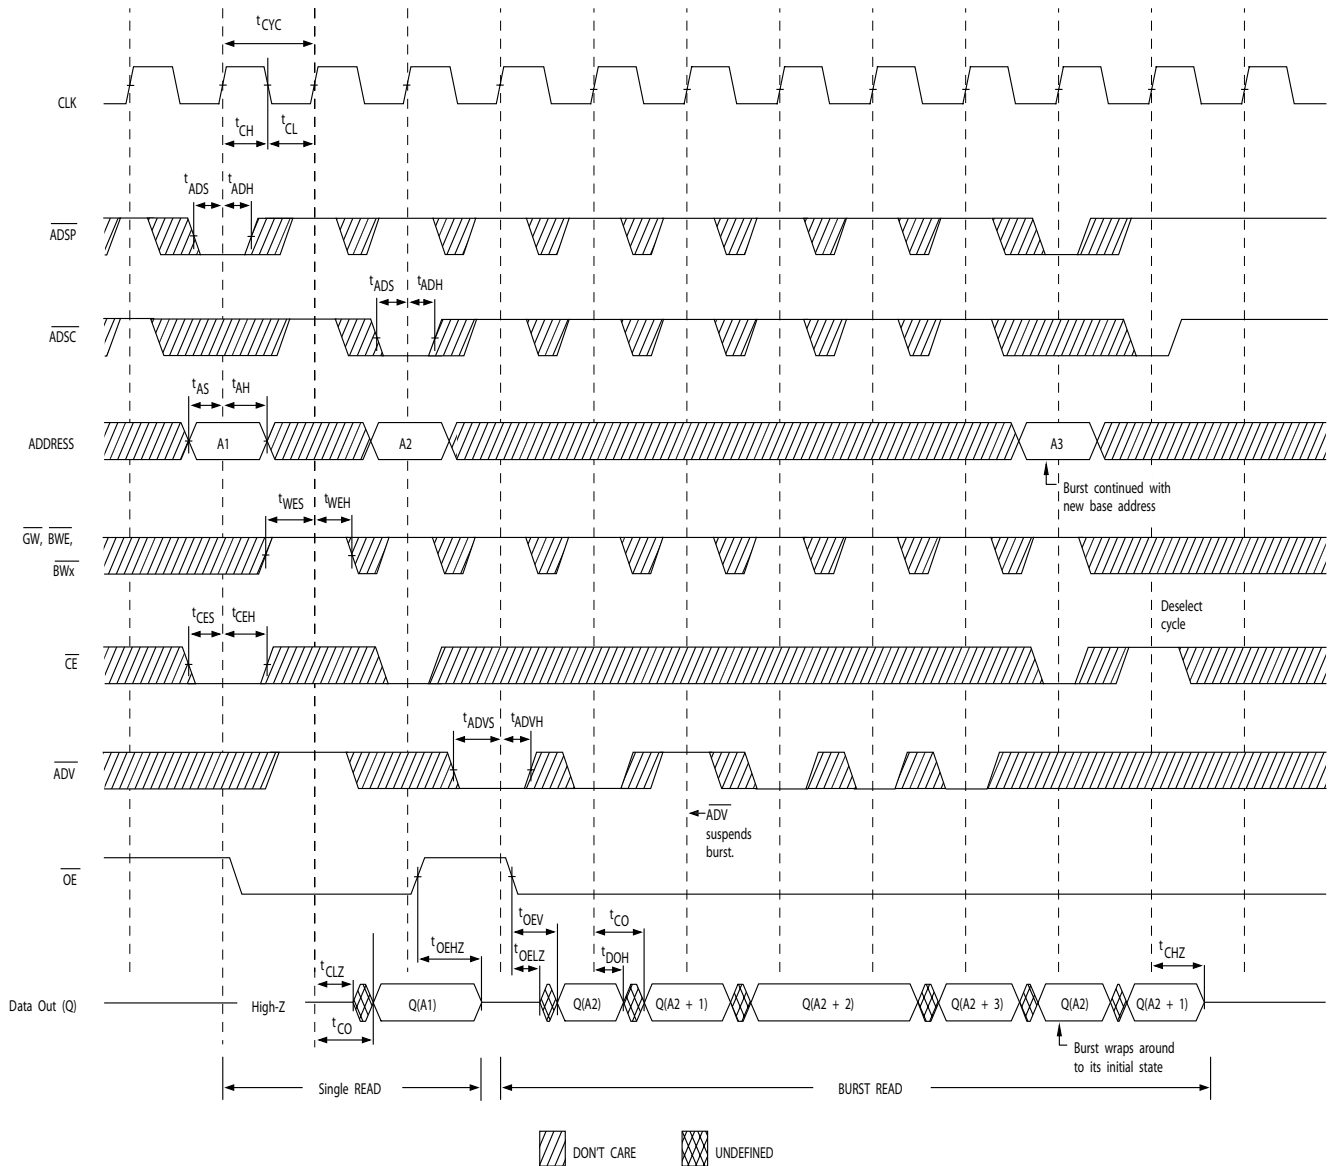 tCYC
CLK
tCH
tCL
tADS
tADH
ADSP
tADS
tADH
ADSC
tAS
tAH
ADDRESS
A1
A2
A3
Burst continued with
new base address
tWES
tWEH
GW, BWE,
BWx
Deselect
cycle
tCES
tCEH
CE
tADVS
tADVH
ADV
ADV
suspends
burst.
OE
tOEV
tCO
tOEHZ
tOELZ
tDOH
tCHZ
tCLZ
Data Out (Q)
High-Z
Q(A1)
Q(A2)
Q(A2 + 1)
Q(A2 + 2)
Q(A2 + 3)
Q(A2)
Q(A2 + 1)
tCO
Burst wraps around
to its initial state
Single READ
BURST READ
DON'T CARE
UNDEFINED